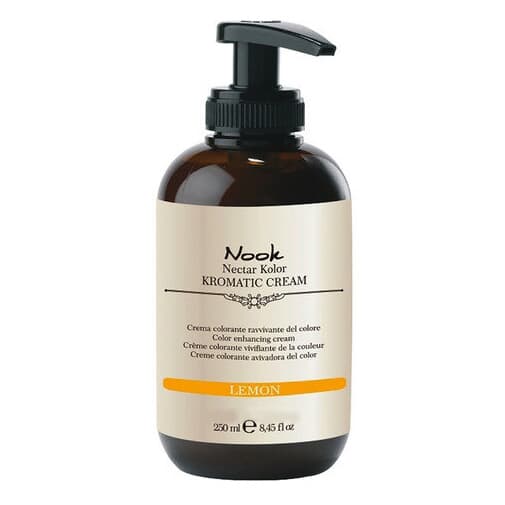 Nook
Nectar Kolor
KROMATIC CREAM
Crema colorante ravvivante del colore
Color enhancing cream
Crème colorante vivifiante de la couleur
Creme colorante avivadora del color
LEMON
250 ml e 8,45 fl oz